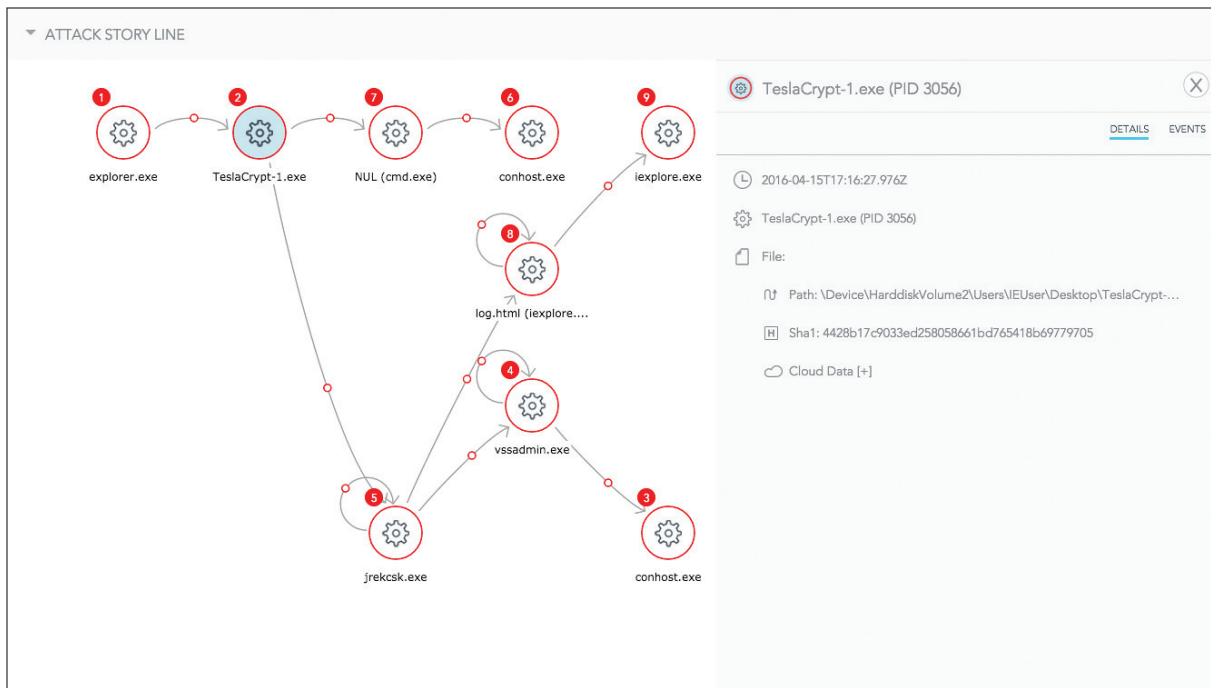 ATTACK STORY LINE
1
2
7
6
9
explorer.exe
TeslaCrypt-1.exe
NUL (cmd.exe)
conhost.exe
iexplore.exe
8
log.html (iexplore....
4
vssadmin.exe
5
3
jrekcsk.exe
conhost.exe
TeslaCrypt-1.exe (PID 3056)
X
DETAILS
EVENTS
2016-04-15T17:16:27.976Z
TeslaCrypt-1.exe (PID 3056)
File:
Path: \Device\HarddiskVolume2\Users\IEUser\Desktop\TeslaCrypt-...
H
Sha1: 4428b17c9033ed258058661bd765418b69779705
Cloud Data [+]